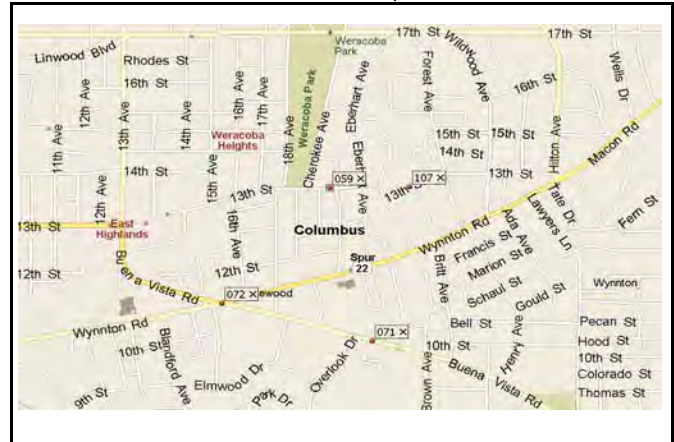 17th St
17th St
Weracoba
Park
Linwood Blvd
Rhodes St
16th St
Wildwood Ave
Forest Ave
Wells Dr
16th St
12th Ave
13th Ave
14th Ave
16th Ave
17th Ave
18th Ave
Weracoba Park
Cherokee Ave
Eberhart Ave
Eberhart Ave
11th Ave
Weracoba
Heights
15th St
15th St
14th St
Hilton Ave
Macon Rd
14th St
15th Ave
13th St
059 ×
13th St
107 ×
13th St
12th Ave
East
Highlands
13th St
16th Ave
Columbus
Wynnton Rd
Ada Ave
Tate Dr
Lawyers Ln
Fern St
12th St
Buena Vista Rd
12th St
Spur
22
Britt Ave
Francis St
Marion St
Schaul St
Gould St
Wynnton
072 ×
ewood
Wynnton Rd
10th St
Blandford Ave
071 ×
Overlook Dr
Bell St
10th St
Henry Ave
Pecan St
Hood St
10th St
Colorado St
Thomas St
9th St
Elmwood Dr
Park Dr
Brown Ave
Buena Vista Rd